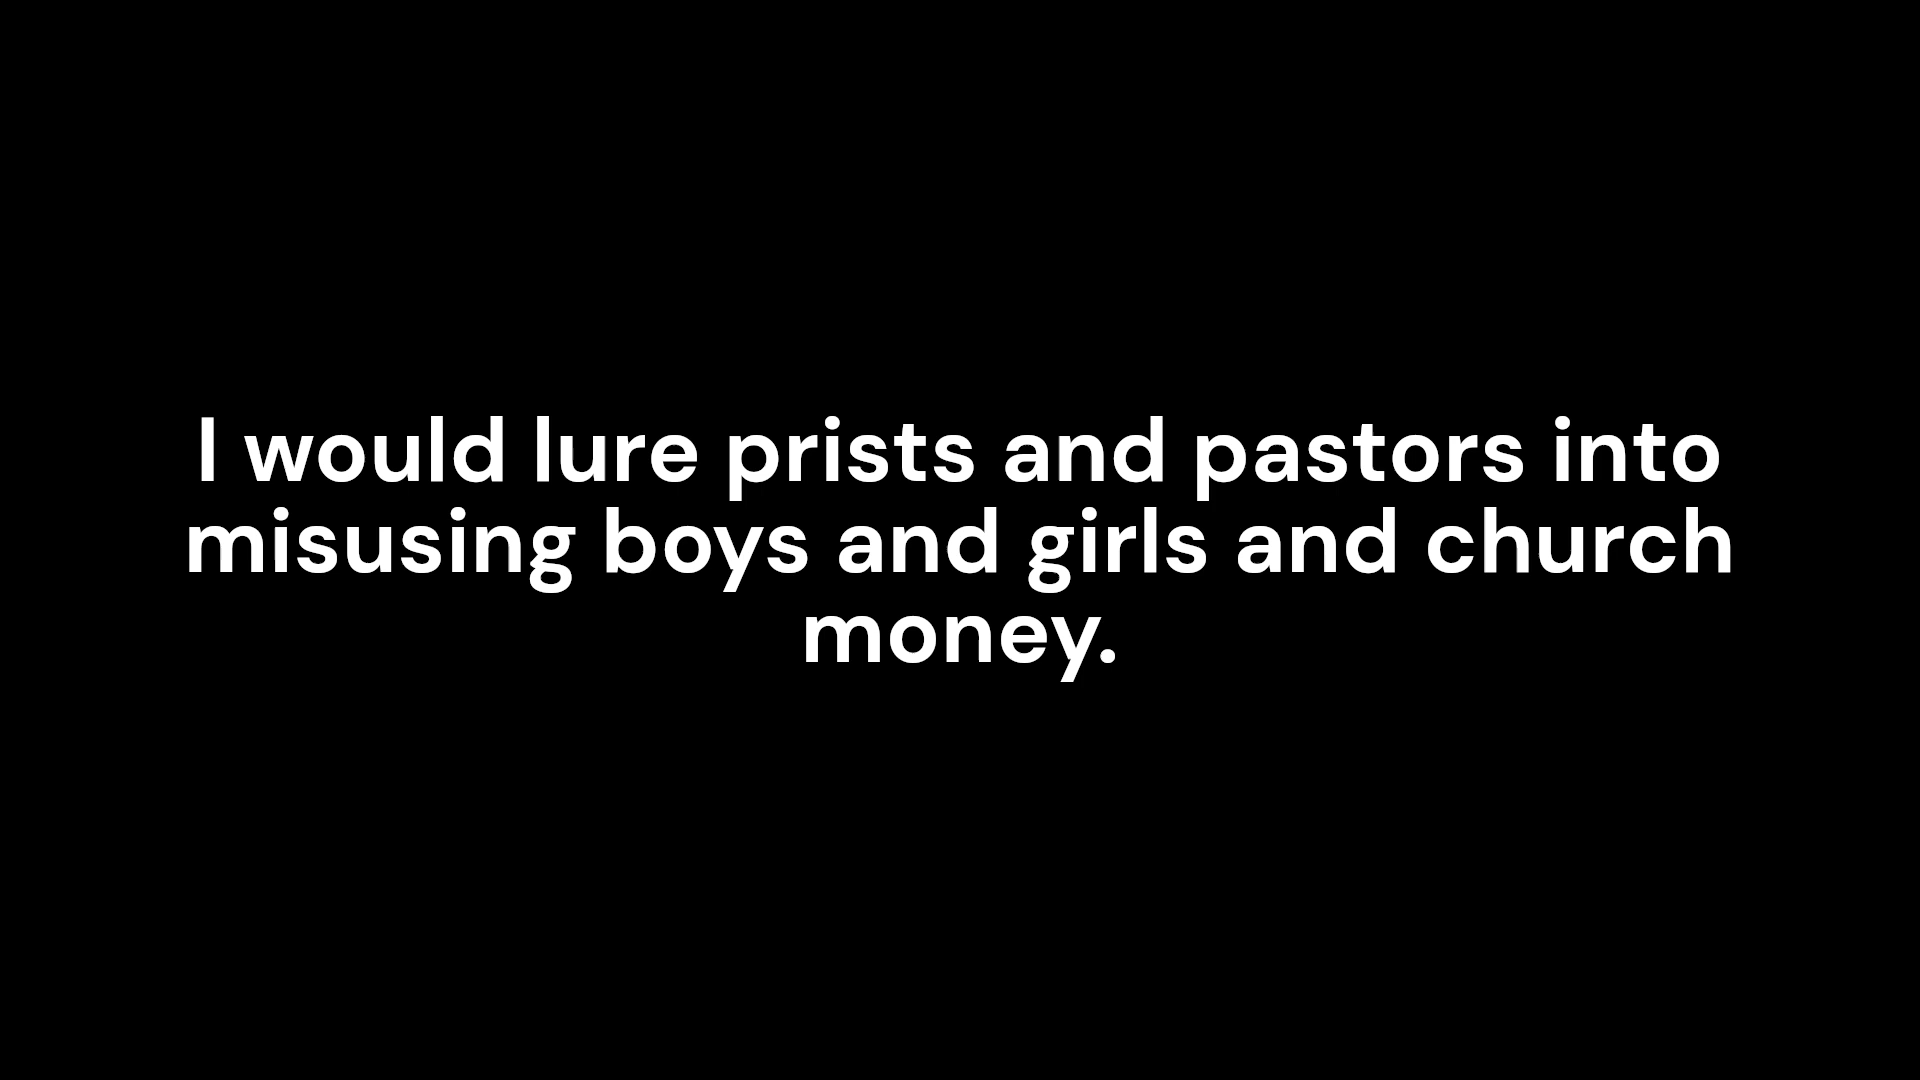 I would lure prists and pastors into
misusing boys and girls and church
money.